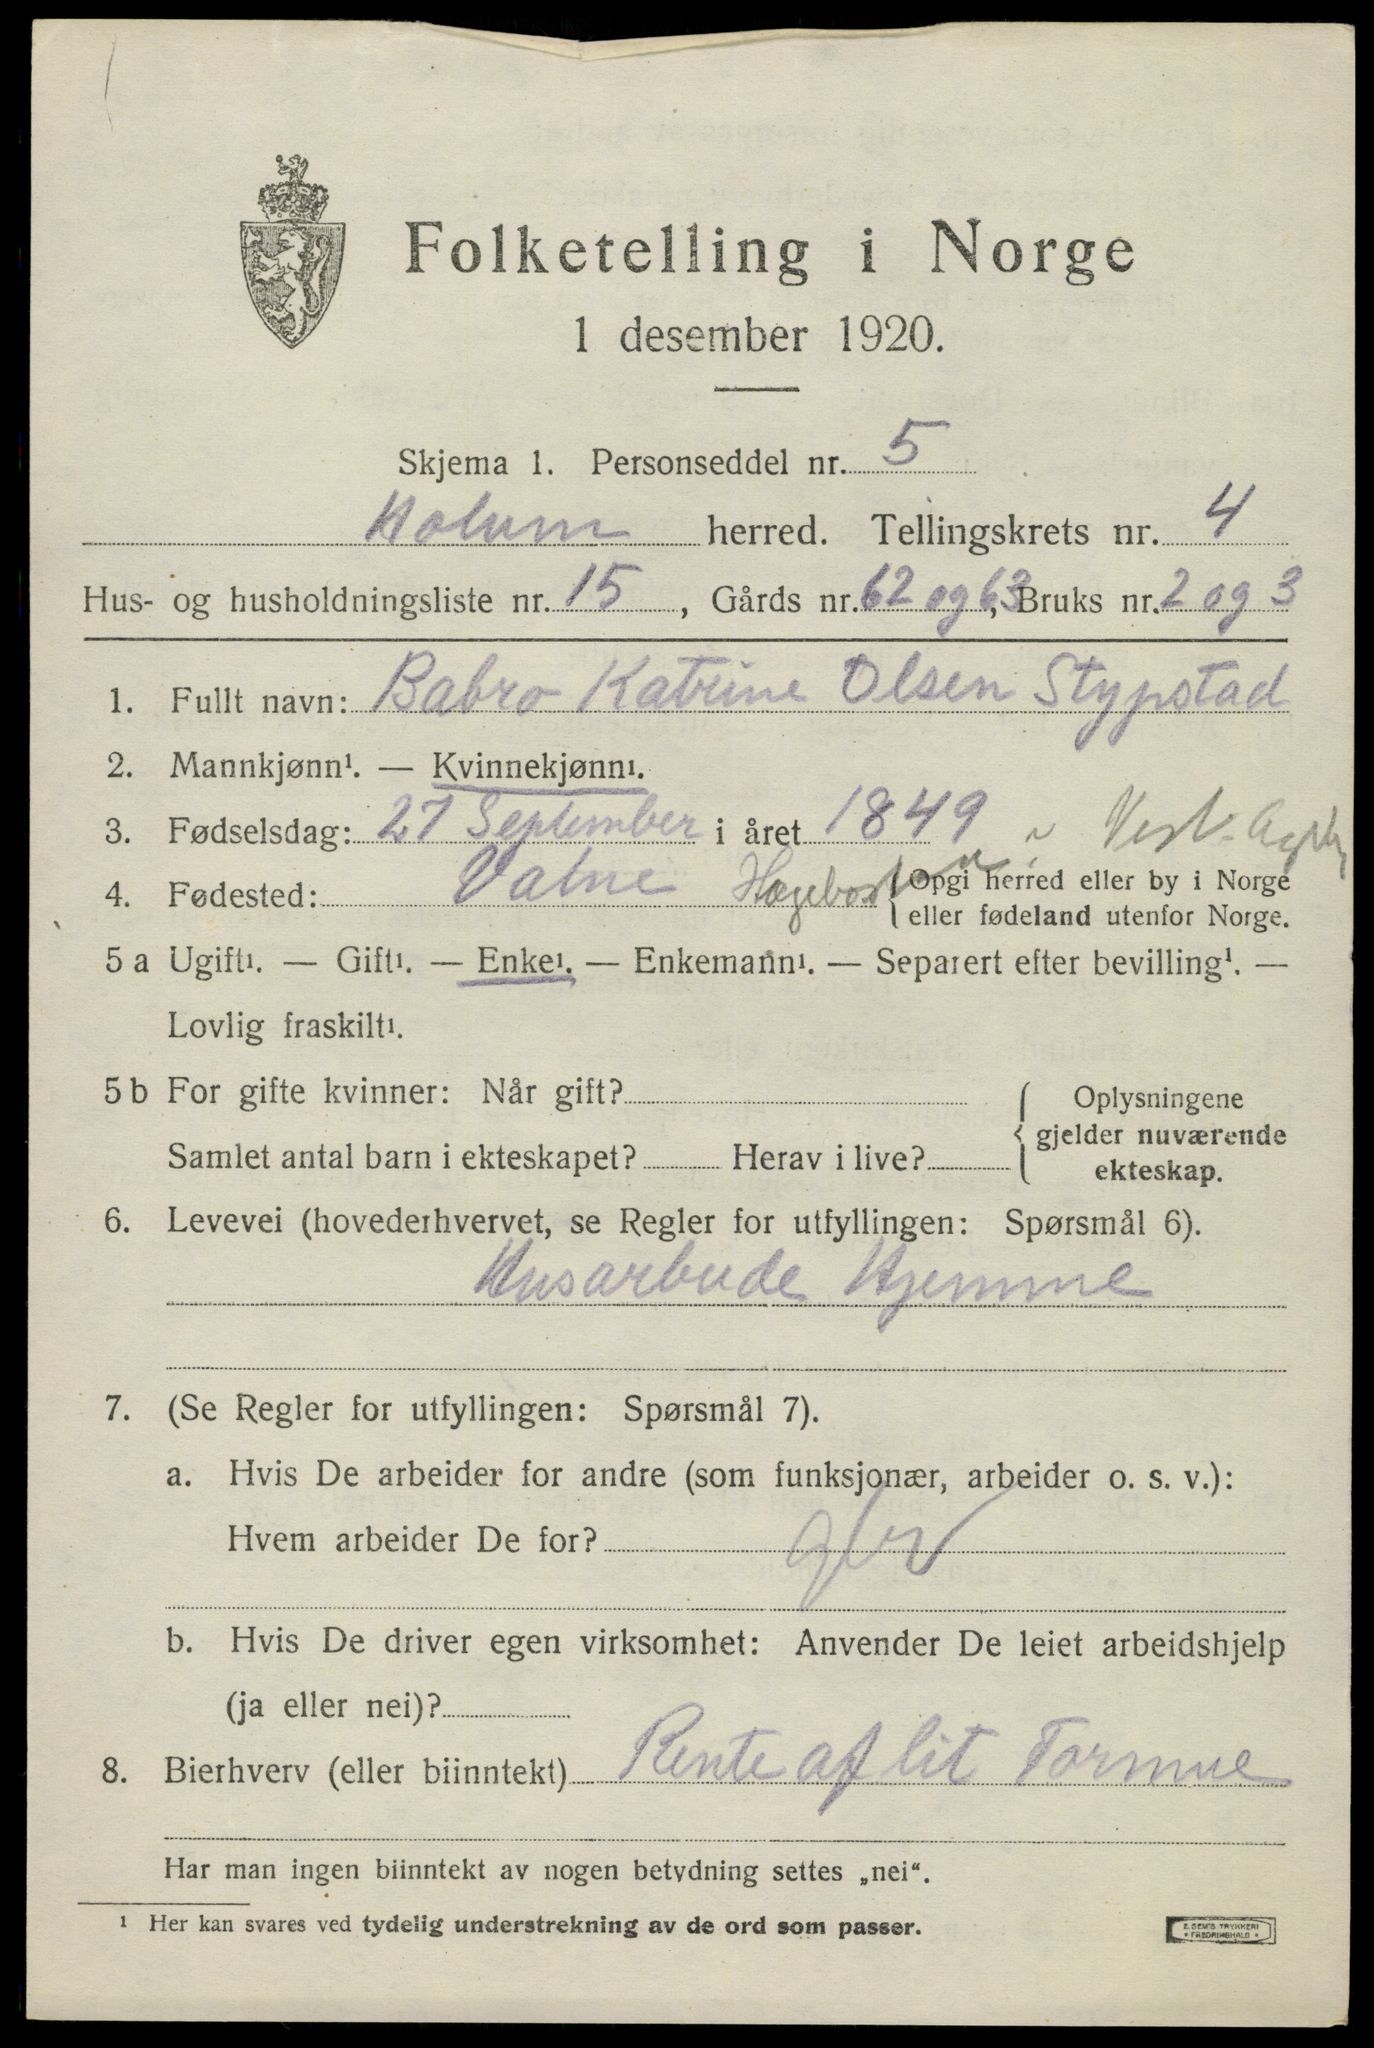 Folketelling i Norge
1 desember 1920.
Skjema 1. Personseddel nr. 5
Holum herred. Tellingskrets nr. 4
Hus- og husholdningsliste nr. 15, Gårds nr. 62 og 63, Bruks nr. 2 og 3
1. Fullt navn: Babro Katrine Olsen Stypstad
2. Mannkjønn¹. — Kvinnekjønn¹.
3. Fødselsdag: 27 September i året 1849 Vest-Agder
4. Fødested: Vatne Hægebost {Opgi herred eller by i Norge
eller fødeland utenfor Norge.
5 a Ugift¹. — Gift¹. — Enke¹. — Enkemann¹. — Separert efter bevilling¹. —
Lovlig fraskilt¹.
5 b For gifte kvinner: Når gift?
Samlet antal barn i ekteskapet? Herav i live?
Oplysningene
gjelder nuværende
ekteskap.
6. Levevei (hovederhvervet, se Regler for utfyllingen: Spørsmål 6).
Husarbude Hjemme
7. (Se Regler for utfyllingen: Spørsmål 7).
a. Hvis De arbeider for andre (som funksjonær, arbeider o. s. v.):
Hvem arbeider De for?
b. Hvis De driver egen virksomhet: Anvender De leiet arbeidshjelp
(ja eller nei)?
8. Bierhverv (eller biinntekt) Rente af lit Formue
Har man ingen biinntekt av nogen betydning settes „nei“.
¹ Her kan svares ved tydelig understrekning av de ord som passer.
E. SEM'S TRYKKERI
FREDRIKSHALD